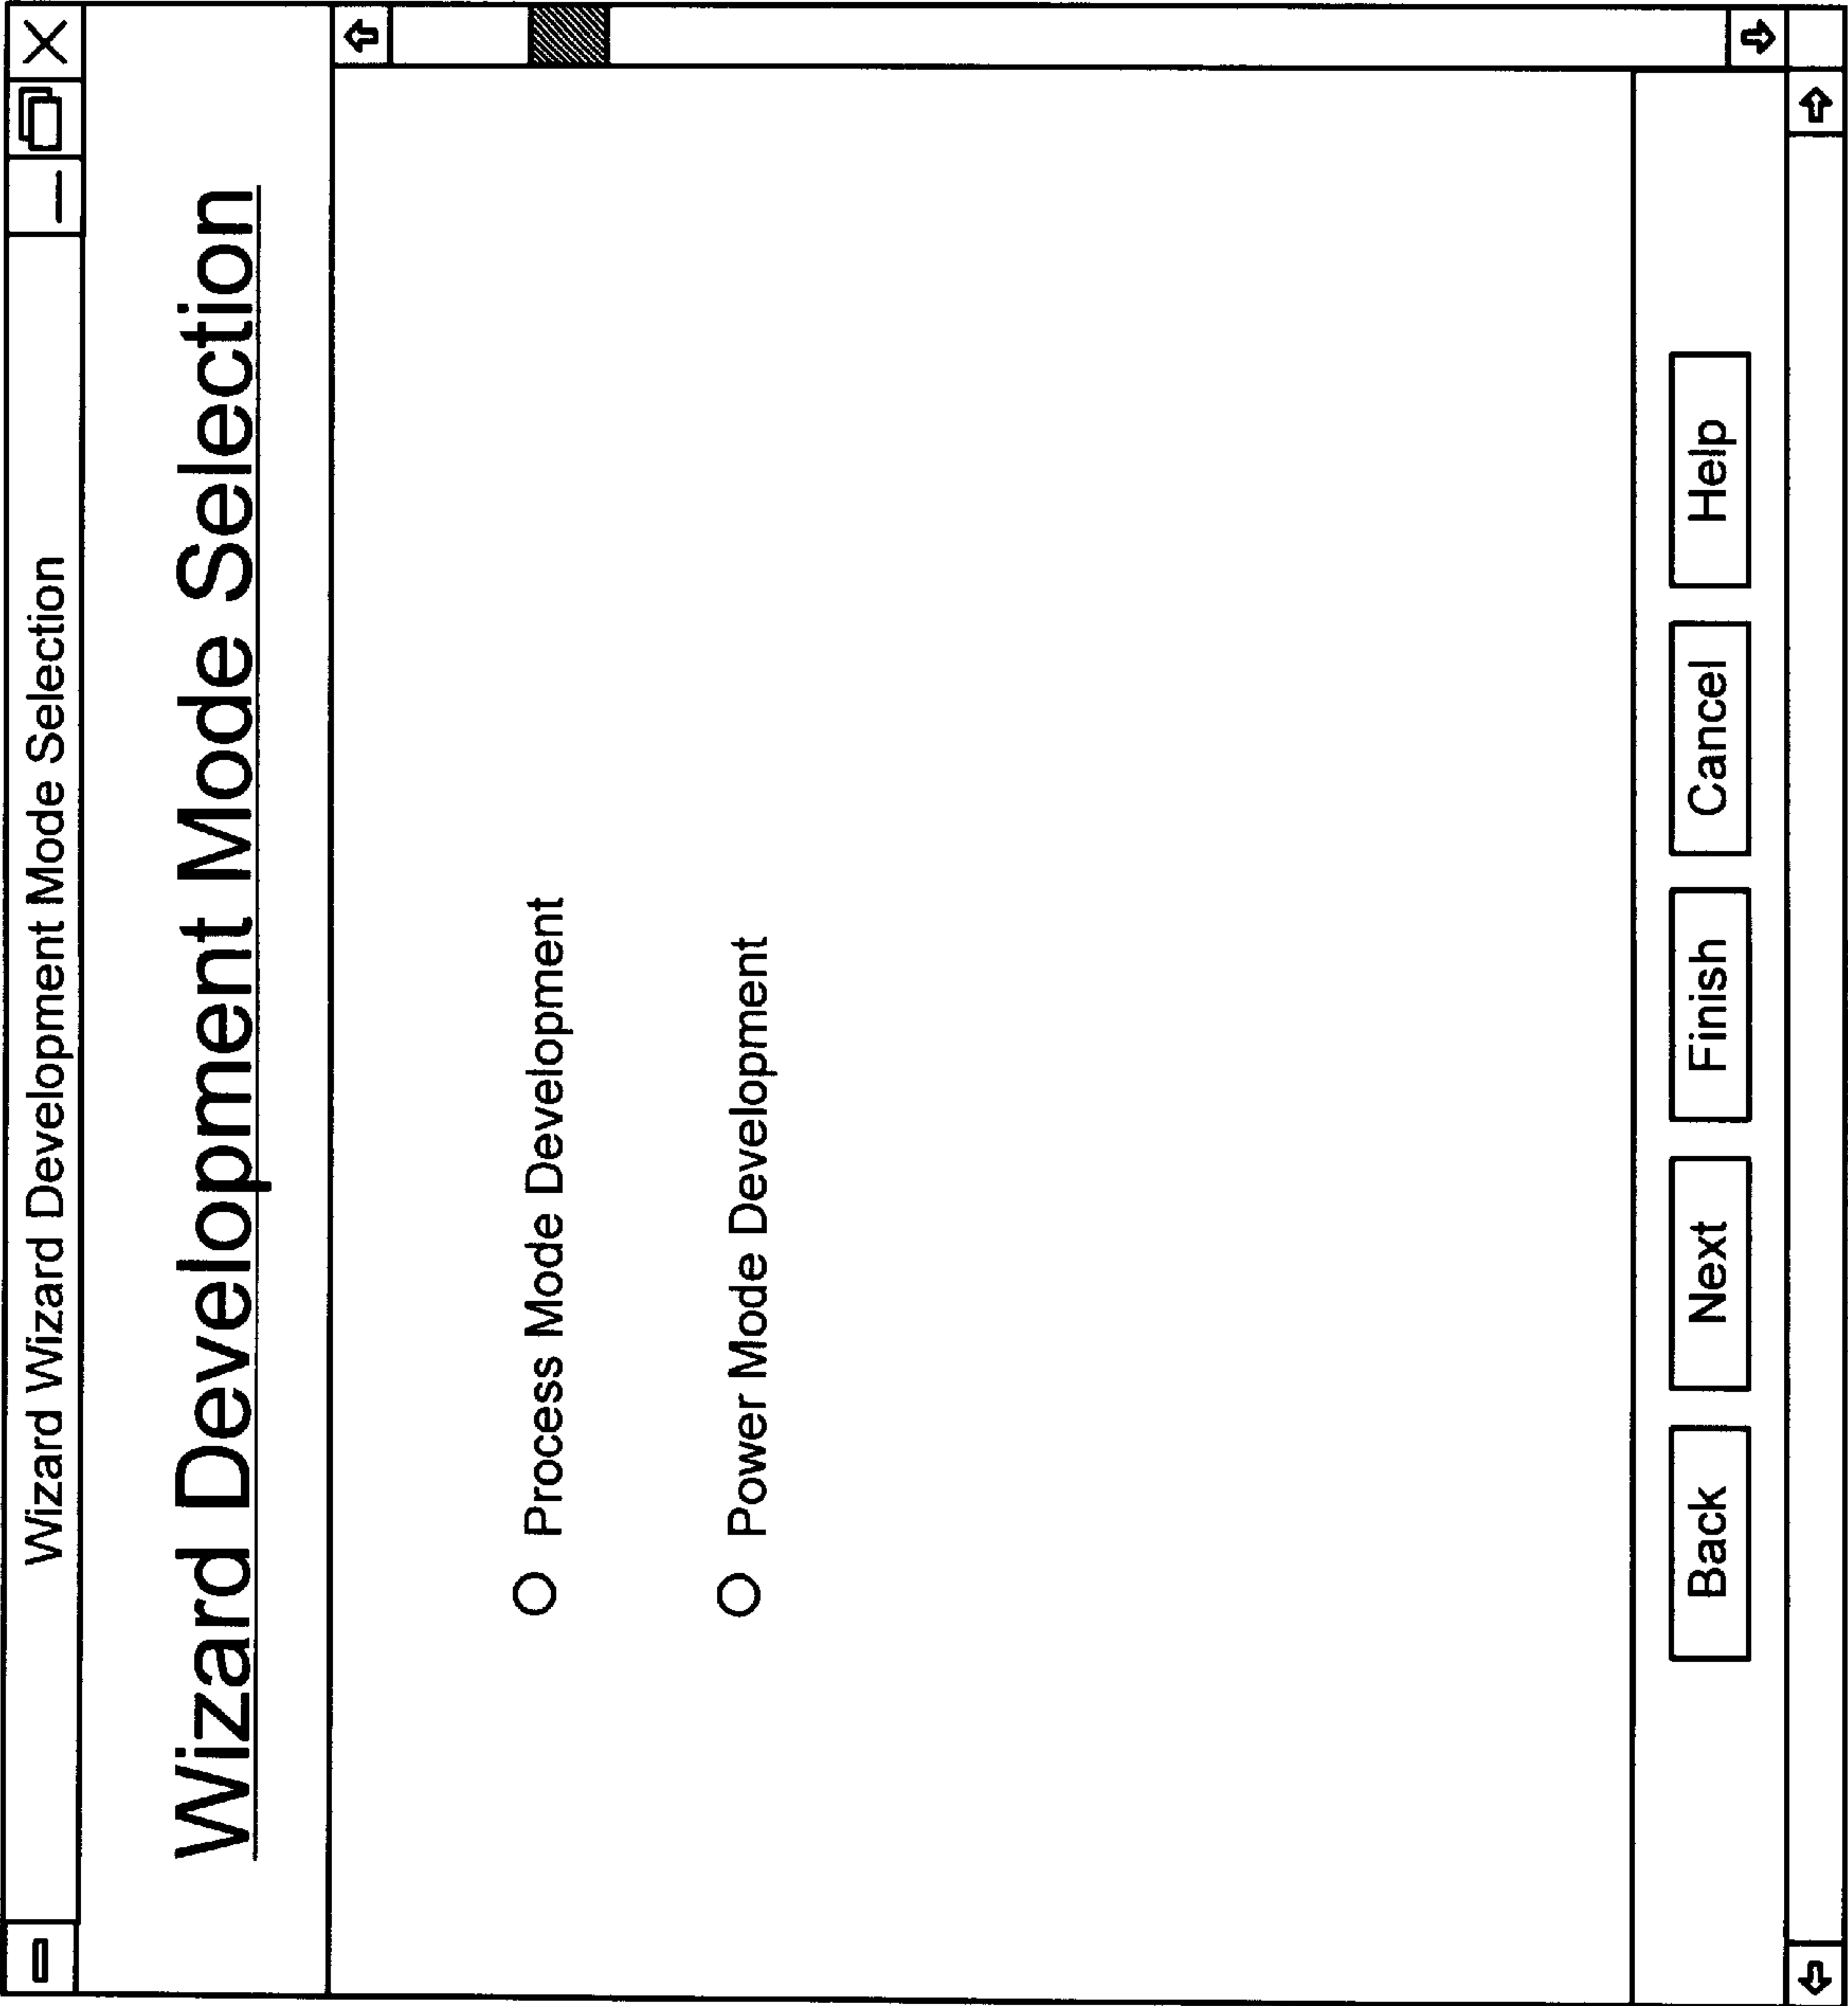 Wizard Wizard Development Mode Selection
Wizard Development Mode Selection
Process Mode Development
Power Mode Development
Back
Next
Finish
Cancel
Help